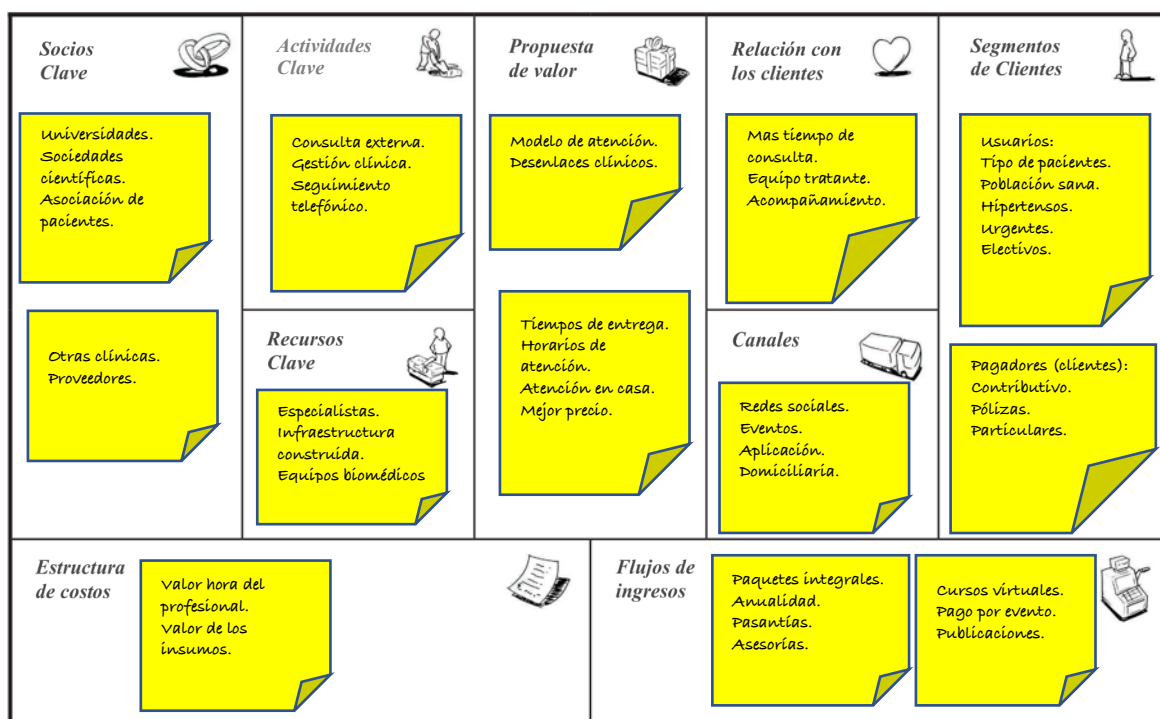 Socios
Clave
Universidades.
Sociedades
científicas.
Asociación de
pacientes.
Otras clínicas.
Proveedores.
Actividades
Clave
Consulta externa.
Gestión clínica.
Seguimiento
telefónico.
Recursos
Clave
Especialistas.
Infraestructura
construida.
Equipos biomédicos
Propuesta
de valor
Modelo de atención.
Desenlaces clínicos.
Tiempos de entrega.
Horarios de
atención.
Atención en casa.
Mejor precio.
Relación con
los clientes
Mas tiempo de
consulta.
Equipo tratante.
Acompañamiento.
Canales
Redes sociales.
Eventos.
Aplicación.
Domiciliaria.
Segmentos
de Clientes
Usuarios:
Tipo de pacientes.
Población sana.
Hipertensos.
Urgentes.
Electivos.
Pagadores (clientes):
Contributivo.
Pólizas.
Particulares.
Estructura
de costos
Valor hora del
profesional.
Valor de los
insumos.
Flujos de
ingresos
Paquetes integrales.
Anualidad.
Pasantías.
Asesorías.
Cursos virtuales.
Pago por evento.
Publicaciones.